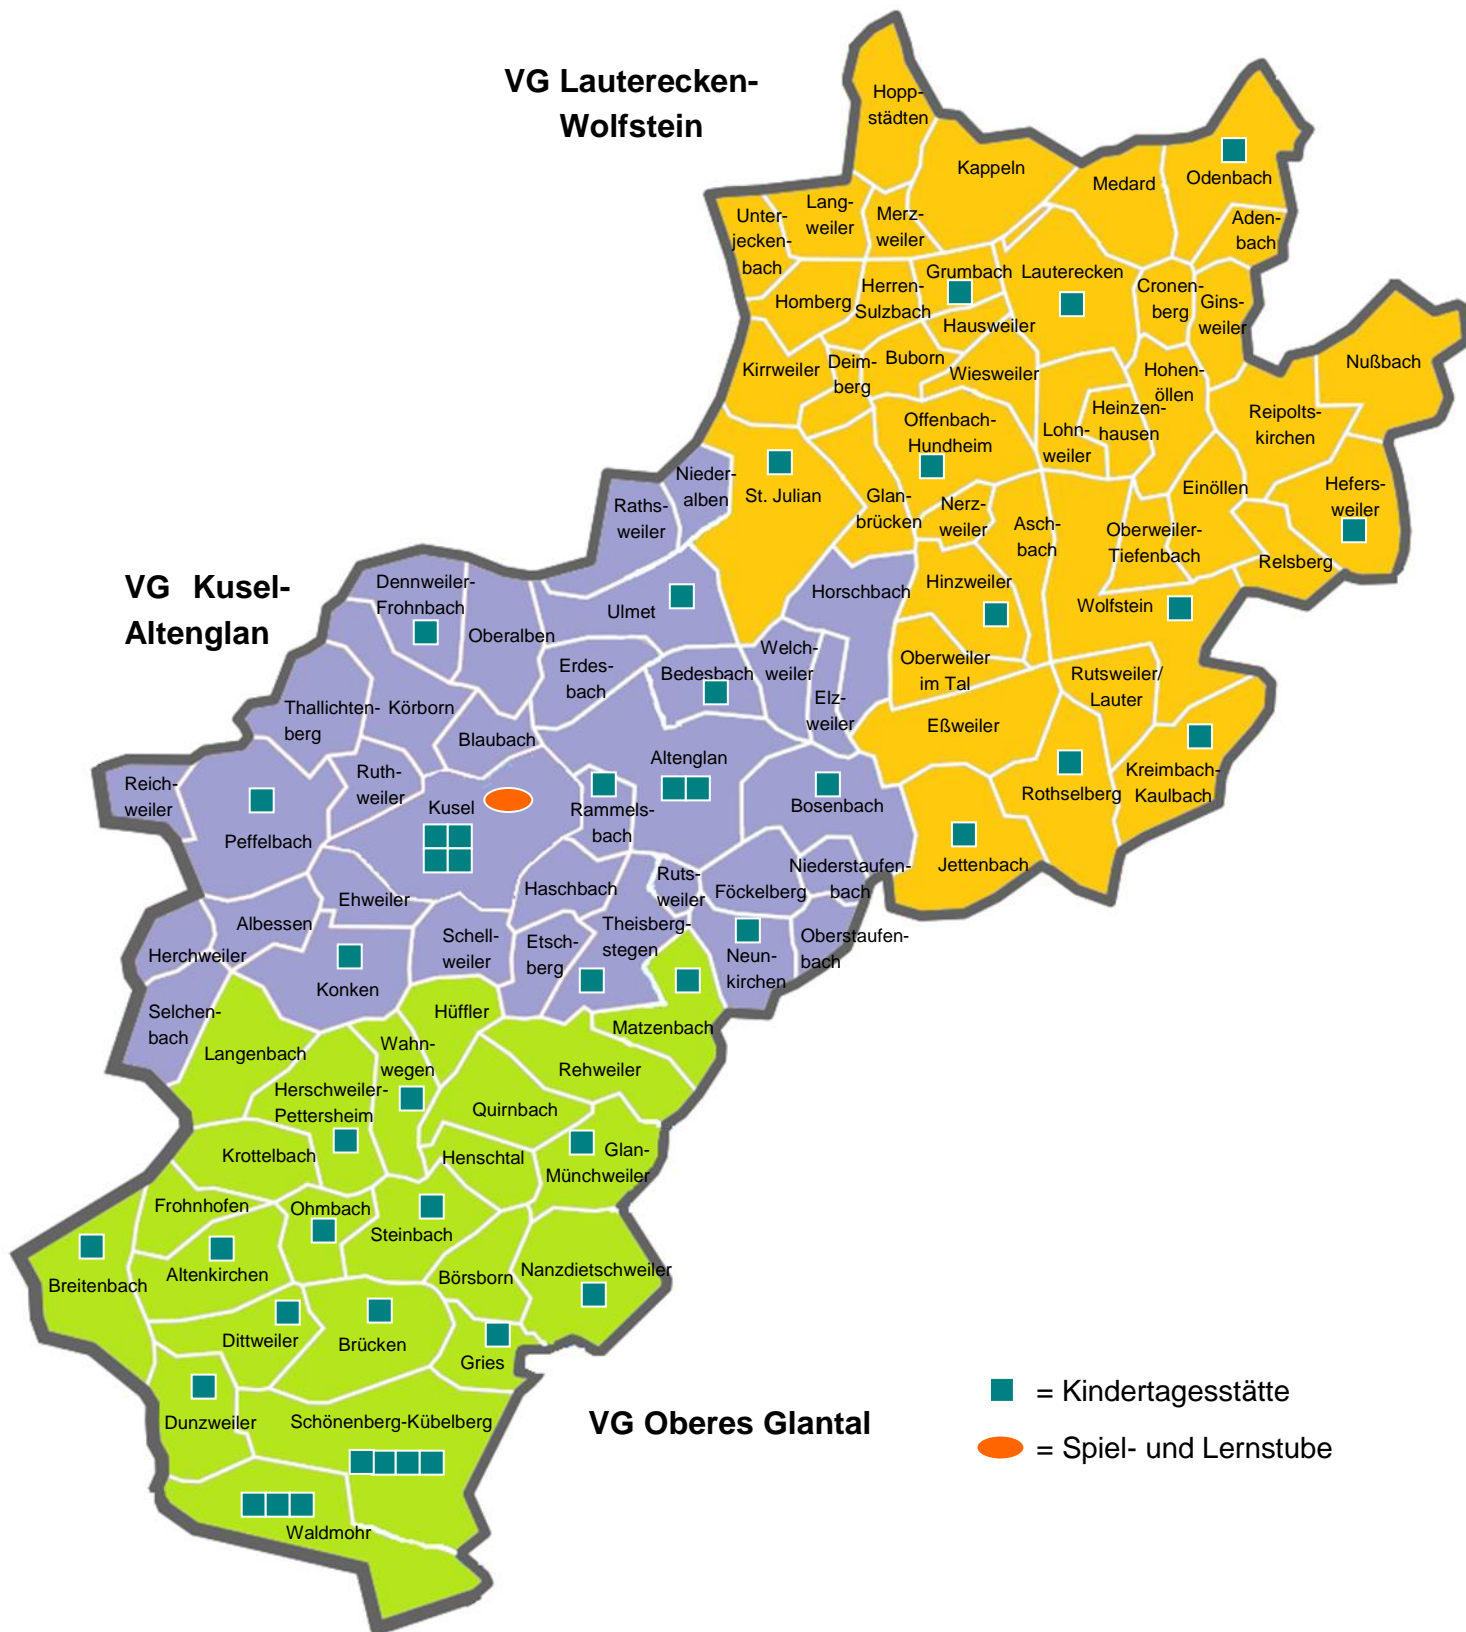 VG Lauterecken-
Wolfstein
Hopp-
städten
Kappeln
Medard
Odenbach
Aden-
bach
Unter-
jecken-
bach
Lang-
weiler
Merz-
weiler
Homberg
Herren-
Sulzbach
Grumbach
Lauterecken
Cronen-
berg
Gins-
weiler
Hausweiler
Kirrweiler
Deim-
berg
Buborn
Wiesweiler
Hohen-
öllen
Nußbach
Heinzen-
hausen
Reipolts-
kirchen
Offenbach-
Hundheim
Lohn-
weiler
St. Julian
Glan-
brücken
Nerz-
weiler
Asch-
bach
Einöllen
Hefers-
weiler
Oberweiler-
Tiefenbach
Relsberg
Hinzweiler
Wolfstein
Oberweiler
im Tal
Rutsweiler/
Lauter
Eßweiler
Rothselberg
Kreimbach-
Kaulbach
Jettenbach
VG Kusel-
Altenglan
Nieder-
alben
Raths-
weiler
Dennweiler-
Frohnbach
Oberalben
Ulmet
Horschbach
Erdes-
bach
Bedesbach
Welch-
weiler
Elz-
weiler
Thallichten-
berg
Körborn
Blaubach
Altenglan
Reich-
weiler
Ruth-
weiler
Kusel
Rammels-
bach
Bosenbach
Peffelbach
Ehweiler
Haschbach
Ruts-
weiler
Föckelberg
Niederstaufen-
bach
Albessen
Herchweiler
Schell-
weiler
Etsch-
berg
Theisberg-
stegen
Neun-
kirchen
Oberstaufen-
bach
Konken
Selchen-
bach
Langenbach
Hüffler
Matzenbach
Wahn-
wegen
Rehweiler
Herschweiler-
Pettersheim
Quirnbach
Krottelbach
Henschtal
Glan-
Münchweiler
Frohnhofen
Ohmbach
Steinbach
Breitenbach
Altenkirchen
Börsborn
Nanzdietschweiler
Dittweiler
Brücken
Gries
Dunzweiler
Schönenberg-Kübelberg
Waldmohr
VG Oberes Glantal
= Kindertagesstätte
= Spiel- und Lernstube